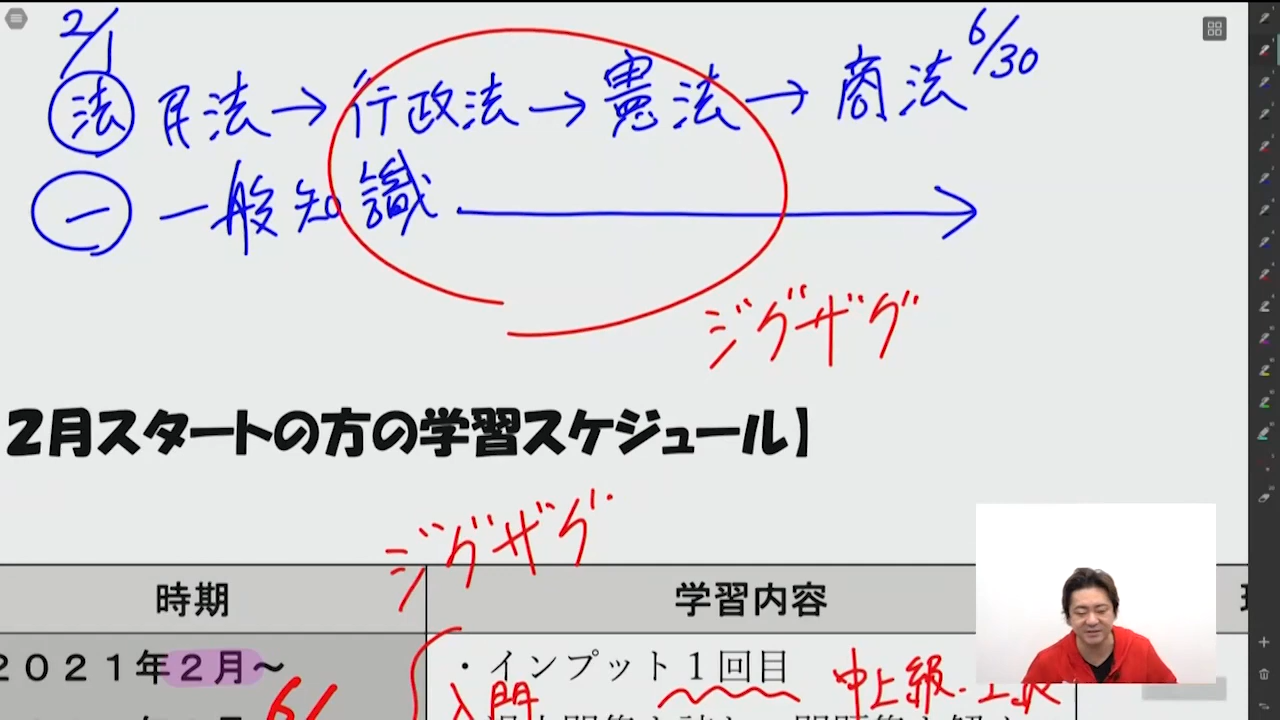 2/1
法 民法→行政法→憲法→商法 6/30
一 一般知識
ジグザグ
2月スタートの方の学習スケジュール】
ジグザグ
時期 学習内容
2021年2月~ ・インプット1回目 中上級・上級
6/ 入門